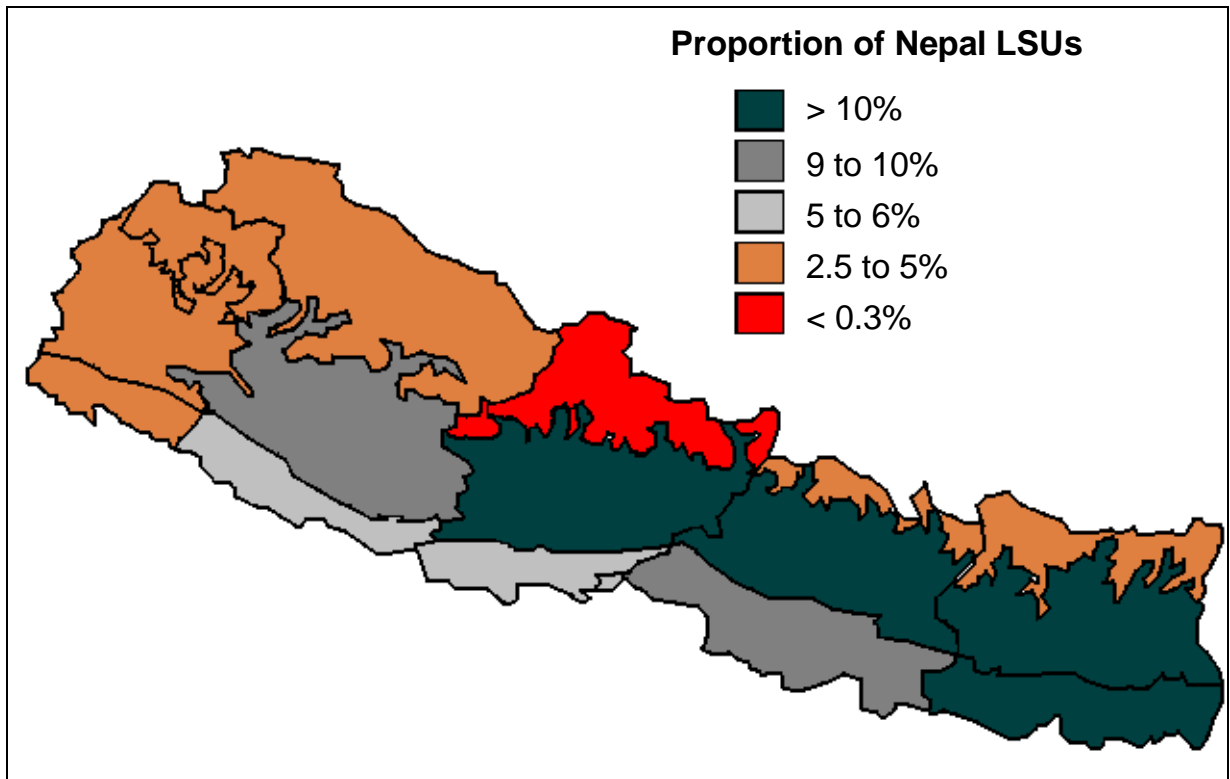 Proportion of Nepal LSUs
> 10%
9 to 10%
5 to 6%
2.5 to 5%
< 0.3%